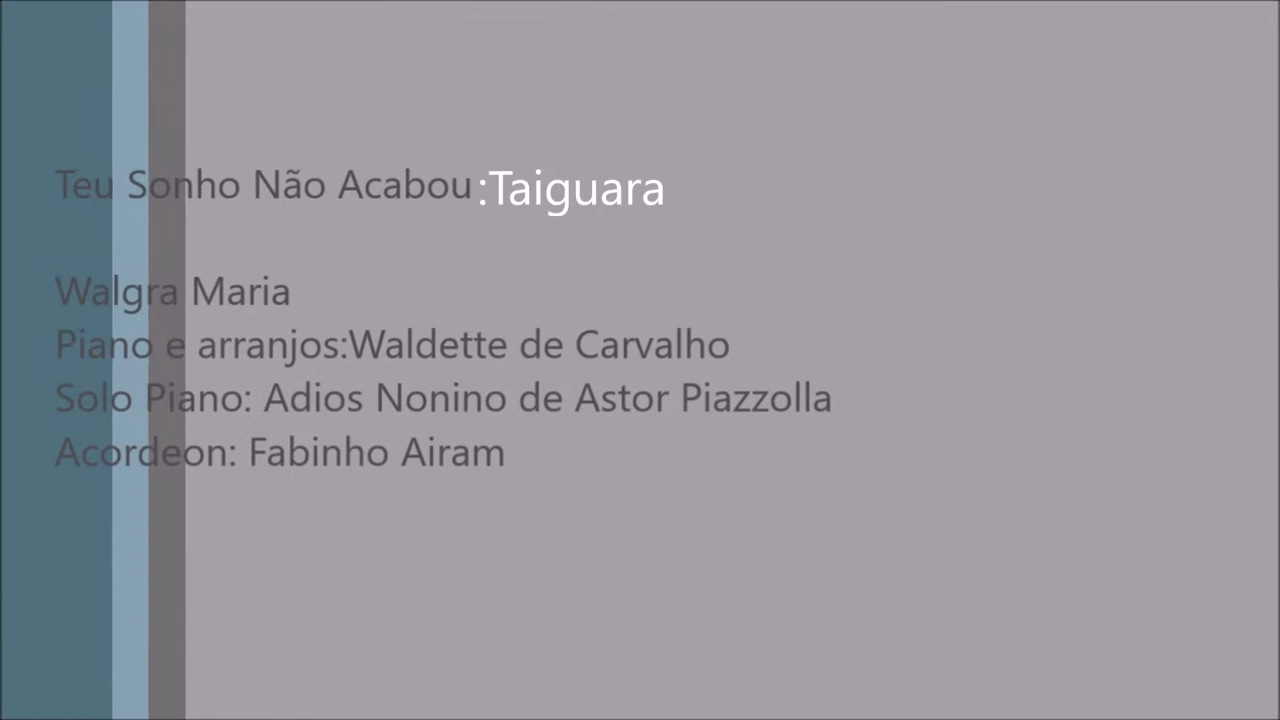 Teu Sonho Não Acabou :Taiguara
Walgra Maria
Piano e arranjos:Waldette de Carvalho
Solo Piano: Adios Nonino de Astor Piazzolla
Acordeon: Fabinho Airam